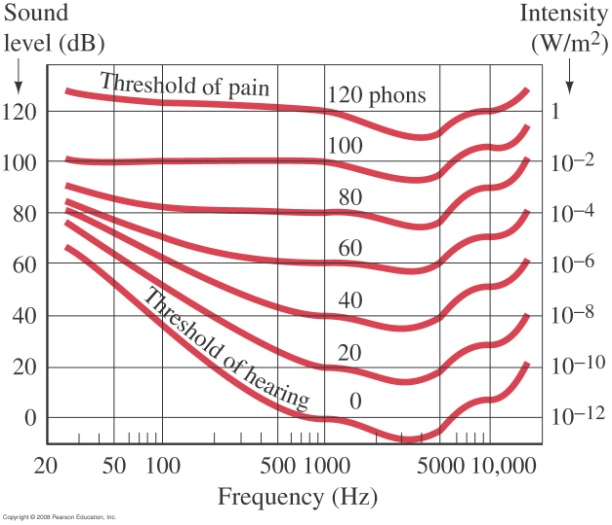 Sound
level (dB)
Intensity
(W/m²)
Threshold of pain
120 phons
120
1
100
100
10⁻²
80
80
10⁻⁴
60
60
10⁻⁶
40
40
10⁻⁸
Threshold of hearing
20
20
10⁻¹⁰
0
0
10⁻¹²
20 50 100 500 1000 5000 10,000
Frequency (Hz)
Copyright © 2008 Pearson Education, Inc.